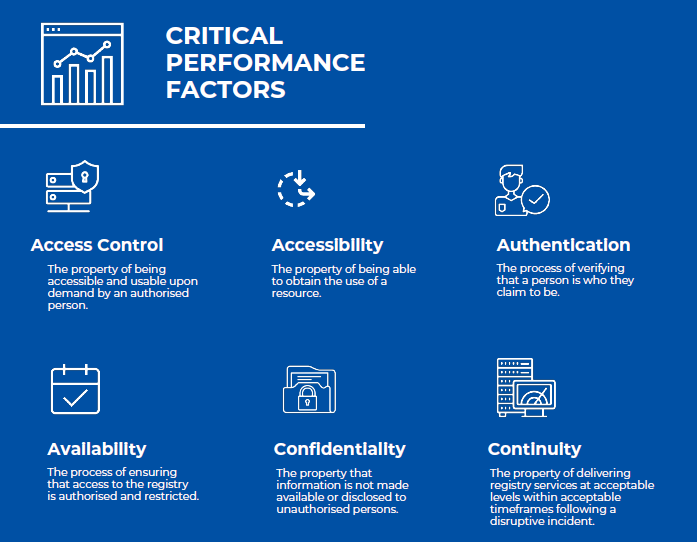 CRITICAL
PERFORMANCE
FACTORS
Access Control
The property of being
accessible and usable upon
demand by an authorised
person.
Accessibility
The property of being able
to obtain the use of a
resource.
Authentication
The process of verifying
that a person is who they
claim to be.
Availability
The process of ensuring
that access to the registry
is authorised and restricted.
Confidentiality
The property that
information is not made
available or disclosed to
unauthorised persons.
Continuity
The property of delivering
registry services at acceptable
levels within acceptable
timeframes following a
disruptive incident.